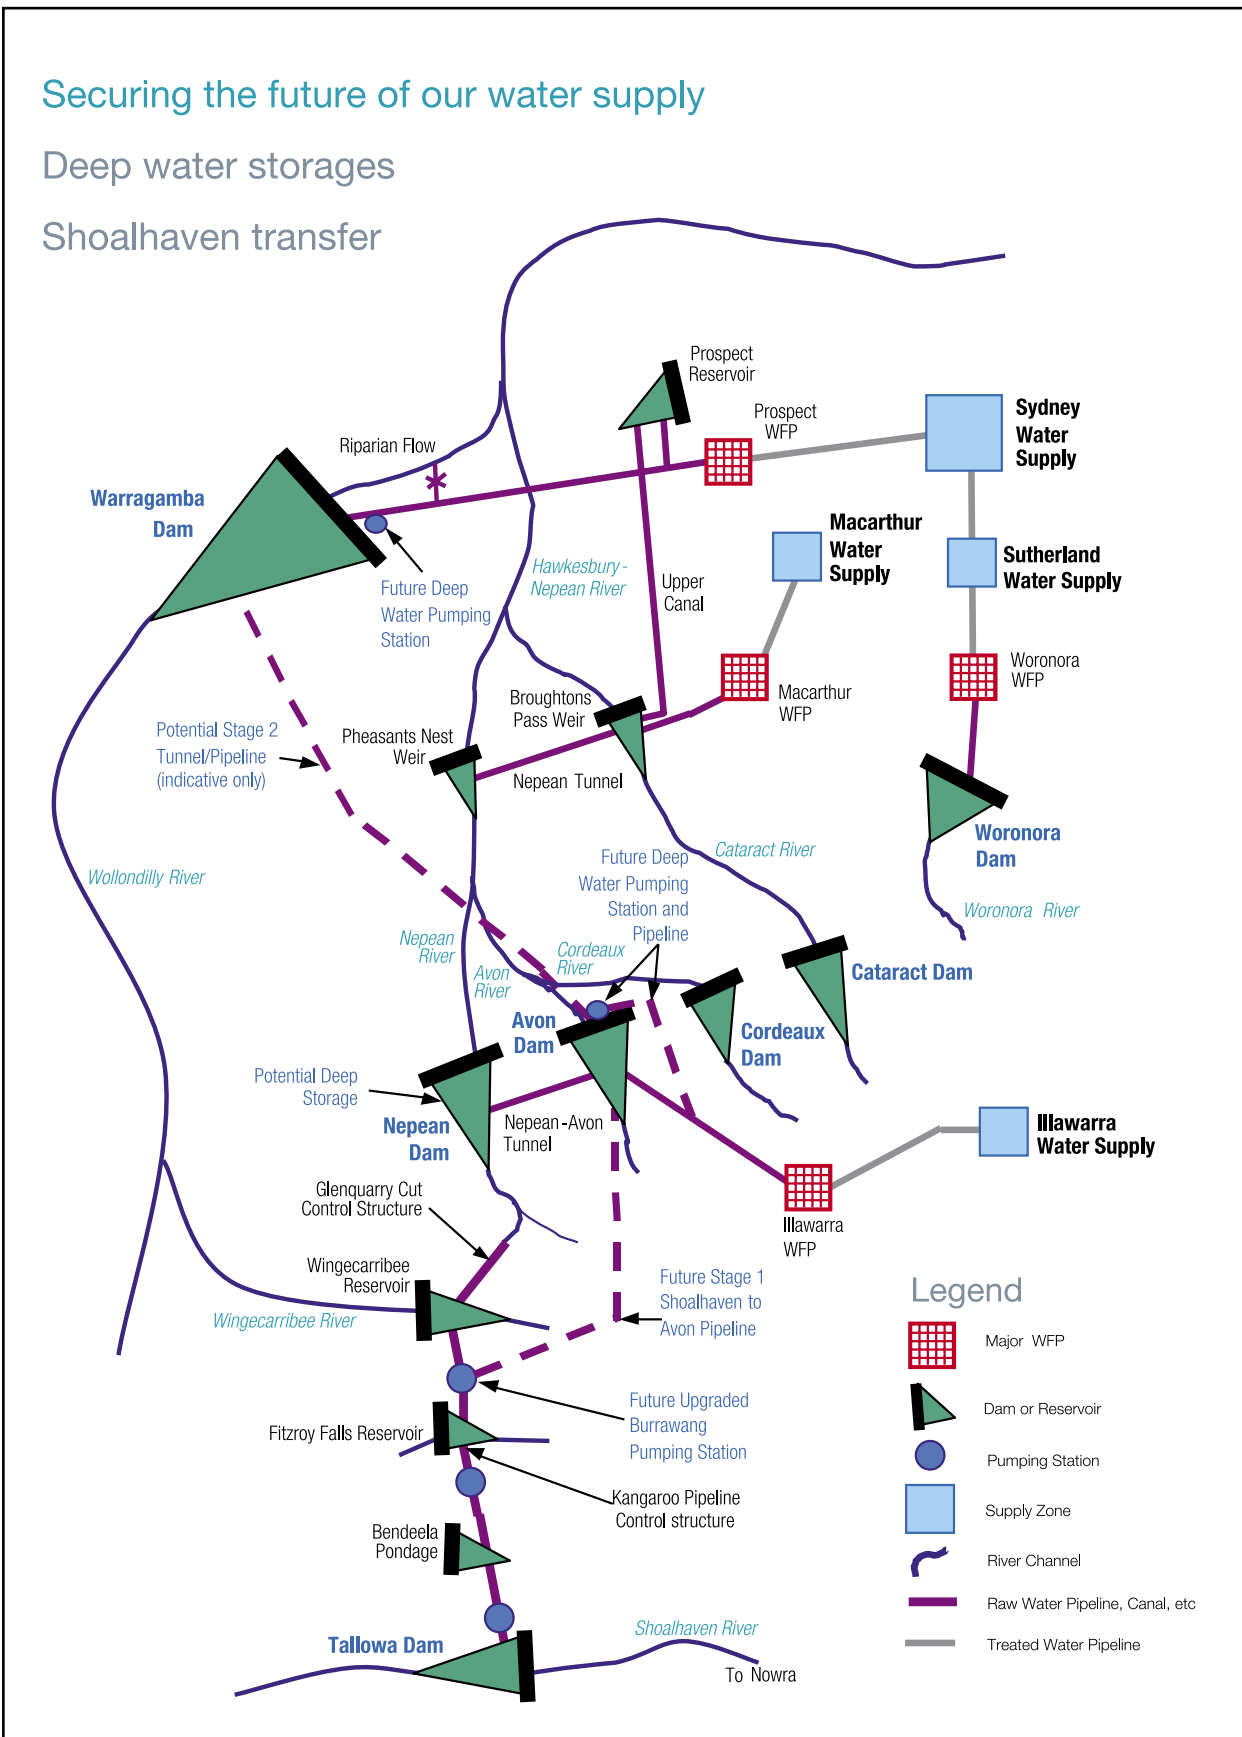 Securing the future of our water supply
Deep water storages
Shoalhaven transfer
Prospect
Reservoir
Prospect
WFP
Sydney
Water
Supply
Riparian Flow
Warragamba
Dam
Macarthur
Water
Supply
Sutherland
Water Supply
Hawkesbury-
Nepean River
Upper
Canal
Future Deep
Water Pumping
Station
Woronora
WFP
Macarthur
WFP
Broughtons
Pass Weir
Pheasants Nest
Weir
Potential Stage 2
Tunnel/Pipeline
(indicative only)
Nepean Tunnel
Woronora
Dam
Cataract River
Future Deep
Water Pumping
Station and
Pipeline
Wollondilly River
Woronora River
Nepean
River
Avon
River
Cordeaux
River
Cataract Dam
Avon
Dam
Cordeaux
Dam
Potential Deep
Storage
Nepean
Dam
Nepean-Avon
Tunnel
Illawarra
Water Supply
Glenquarry Cut
Control Structure
Illawarra
WFP
Wingecarribee
Reservoir
Wingecarribee River
Future Stage 1
Shoalhaven to
Avon Pipeline
Future Upgraded
Burrawang
Pumping Station
Fitzroy Falls Reservoir
Kangaroo Pipeline
Control structure
Bendeela
Pondage
Tallowa Dam
Shoalhaven River
To Nowra
Legend
Major WFP
Dam or Reservoir
Pumping Station
Supply Zone
River Channel
Raw Water Pipeline, Canal, etc
Treated Water Pipeline